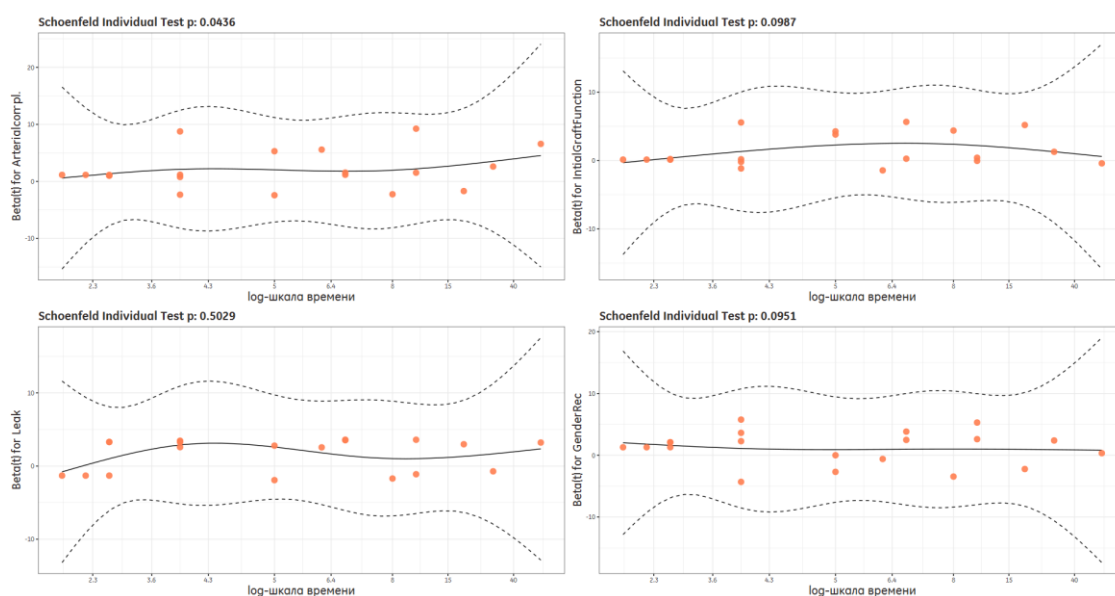 Schoenfeld Individual Test p: 0.0436
Beta(t) for Arterialcompl.
20
10
0
-10
2.3 3.6 4.3 5 6.4 8 15 40
log-шкала времени
Schoenfeld Individual Test p: 0.0987
Beta(t) for IntialGraftFunction
10
0
-10
2.3 3.6 4.3 5 6.4 8 15 40
log-шкала времени
Schoenfeld Individual Test p: 0.5029
Beta(t) for Leak
10
0
-10
2.3 3.6 4.3 5 6.4 8 15 40
log-шкала времени
Schoenfeld Individual Test p: 0.0951
Beta(t) for GenderRec
20
10
0
-10
2.3 3.6 4.3 5 6.4 8 15 40
log-шкала времени